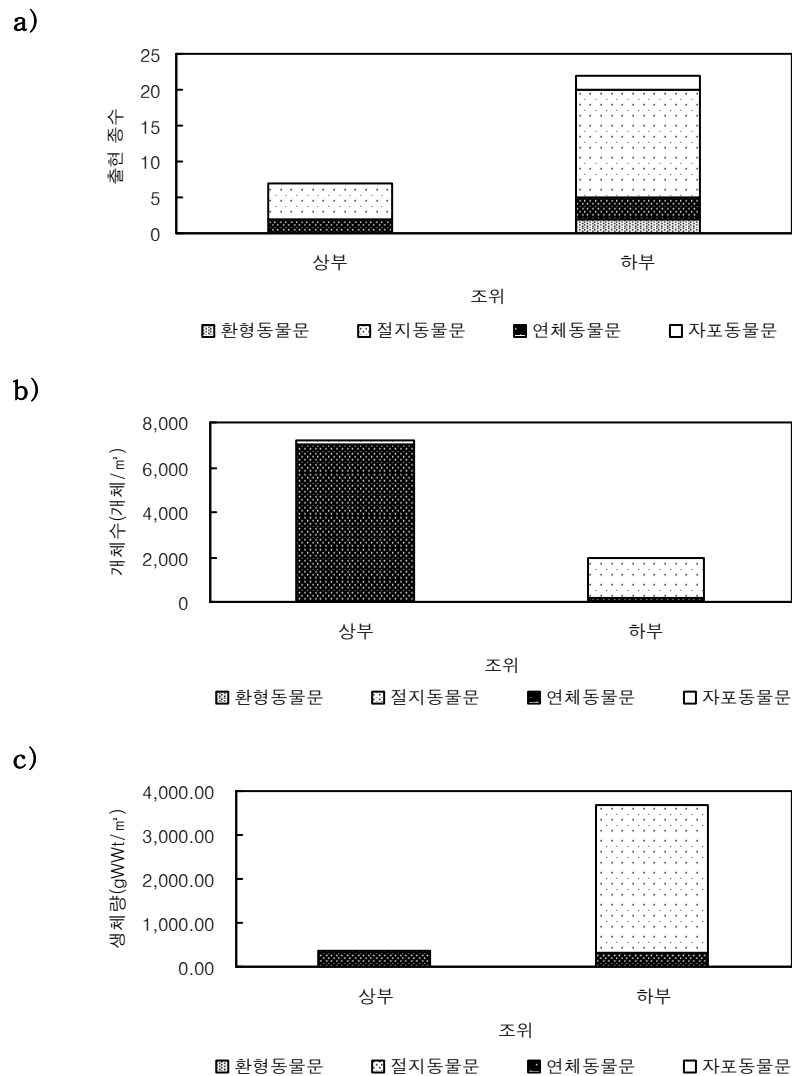 a)
25
20
15
10
5
0
출현 종수
상부 하부
조위
환형동물문 절지동물문 연체동물문 자포동물문
b)
8,000
6,000
4,000
2,000
0
개체수(개체/㎡)
상부 하부
조위
환형동물문 절지동물문 연체동물문 자포동물문
c)
4,000.00
3,000.00
2,000.00
1,000.00
0.00
생체량(gWWt/㎡)
상부 하부
조위
환형동물문 절지동물문 연체동물문 자포동물문